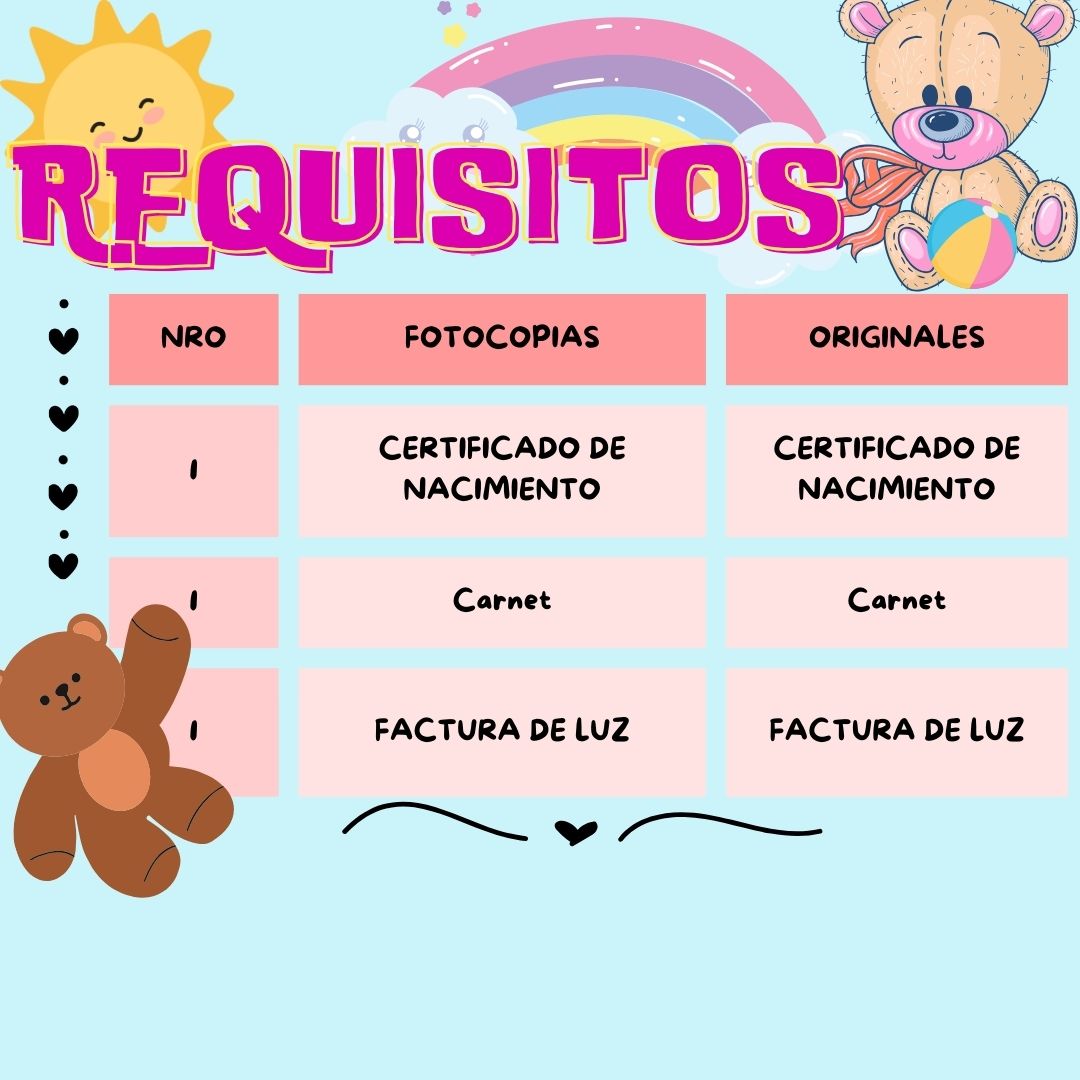 REQUISITOS
NRO FOTOCOPIAS ORIGINALES
1 CERTIFICADO DE NACIMIENTO CERTIFICADO DE NACIMIENTO
1 Carnet Carnet
1 FACTURA DE LUZ FACTURA DE LUZ